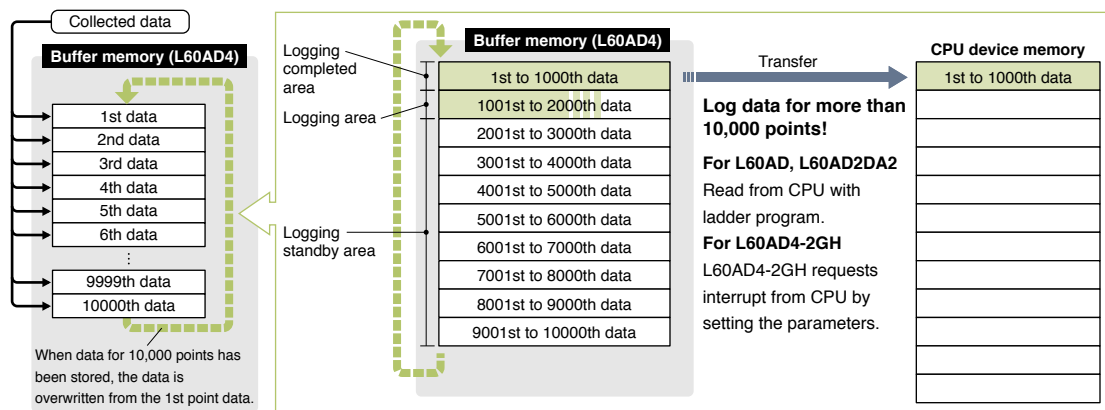 Collected data
Buffer memory (L60AD4)
1st data
2nd data
3rd data
4th data
5th data
6th data
⋮
9999th data
10000th data
When data for 10,000 points has
been stored, the data is
overwritten from the 1st point data.
Logging
completed
area
Logging area
Logging
standby area
Buffer memory (L60AD4)
1st to 1000th data
1001st to 2000th data
2001st to 3000th data
3001st to 4000th data
4001st to 5000th data
5001st to 6000th data
6001st to 7000th data
7001st to 8000th data
8001st to 9000th data
9001st to 10000th data
Transfer
Log data for more than
10,000 points!
For L60AD, L60AD2DA2
Read from CPU with
ladder program.
For L60AD4-2GH
L60AD4-2GH requests
interrupt from CPU by
setting the parameters.
CPU device memory
1st to 1000th data